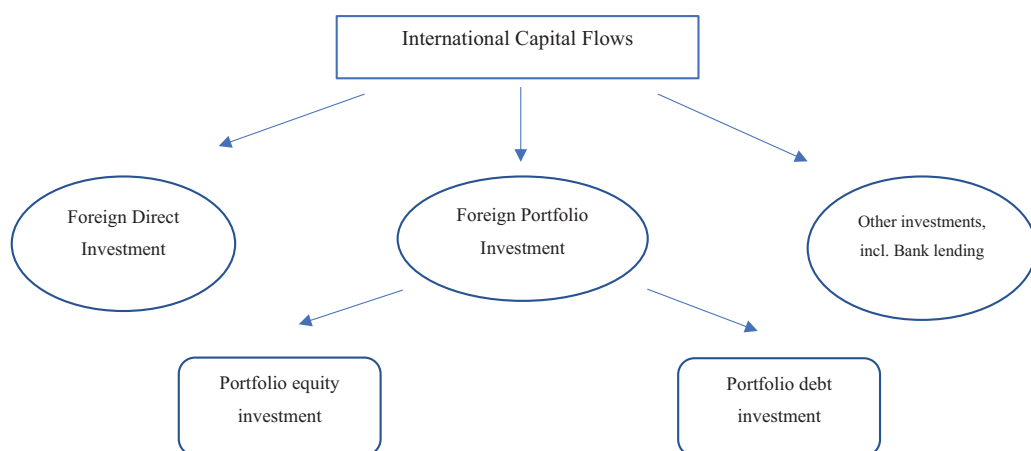 International Capital Flows
Foreign Direct
Investment
Foreign Portfolio
Investment
Other investments,
incl. Bank lending
Portfolio equity
investment
Portfolio debt
investment